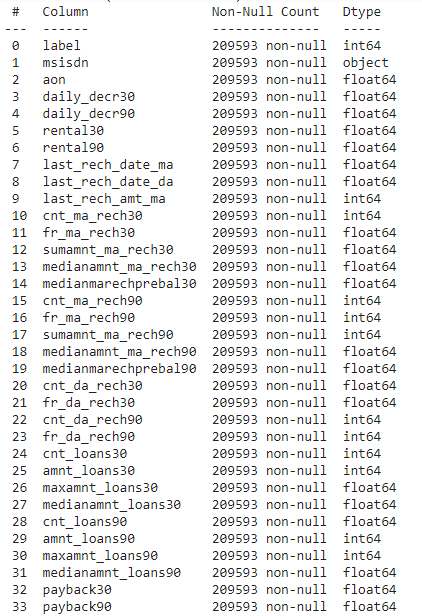 #   Column                Non-Null Count   Dtype
---  ------                --------------   -----
0   label                 209593 non-null  int64
1   msisdn                209593 non-null  object
2   aon                   209593 non-null  float64
3   daily_decr30          209593 non-null  float64
4   daily_decr90          209593 non-null  float64
5   rental30              209593 non-null  float64
6   rental90              209593 non-null  float64
7   last_rech_date_ma     209593 non-null  float64
8   last_rech_date_da     209593 non-null  float64
9   last_rech_amt_ma      209593 non-null  int64
10  cnt_ma_rech30         209593 non-null  int64
11  fr_ma_rech30          209593 non-null  float64
12  sumamnt_ma_rech30     209593 non-null  float64
13  medianamnt_ma_rech30  209593 non-null  float64
14  medianmarechprebal30  209593 non-null  float64
15  cnt_ma_rech90         209593 non-null  int64
16  fr_ma_rech90          209593 non-null  int64
17  sumamnt_ma_rech90     209593 non-null  int64
18  medianamnt_ma_rech90  209593 non-null  float64
19  medianmarechprebal90  209593 non-null  float64
20  cnt_da_rech30         209593 non-null  float64
21  fr_da_rech30          209593 non-null  float64
22  cnt_da_rech90         209593 non-null  int64
23  fr_da_rech90          209593 non-null  int64
24  cnt_loans30           209593 non-null  int64
25  amnt_loans30          209593 non-null  int64
26  maxamnt_loans30       209593 non-null  float64
27  medianamnt_loans30    209593 non-null  float64
28  cnt_loans90           209593 non-null  float64
29  amnt_loans90          209593 non-null  int64
30  maxamnt_loans90       209593 non-null  int64
31  medianamnt_loans90    209593 non-null  float64
32  payback30             209593 non-null  float64
33  payback90             209593 non-null  float64